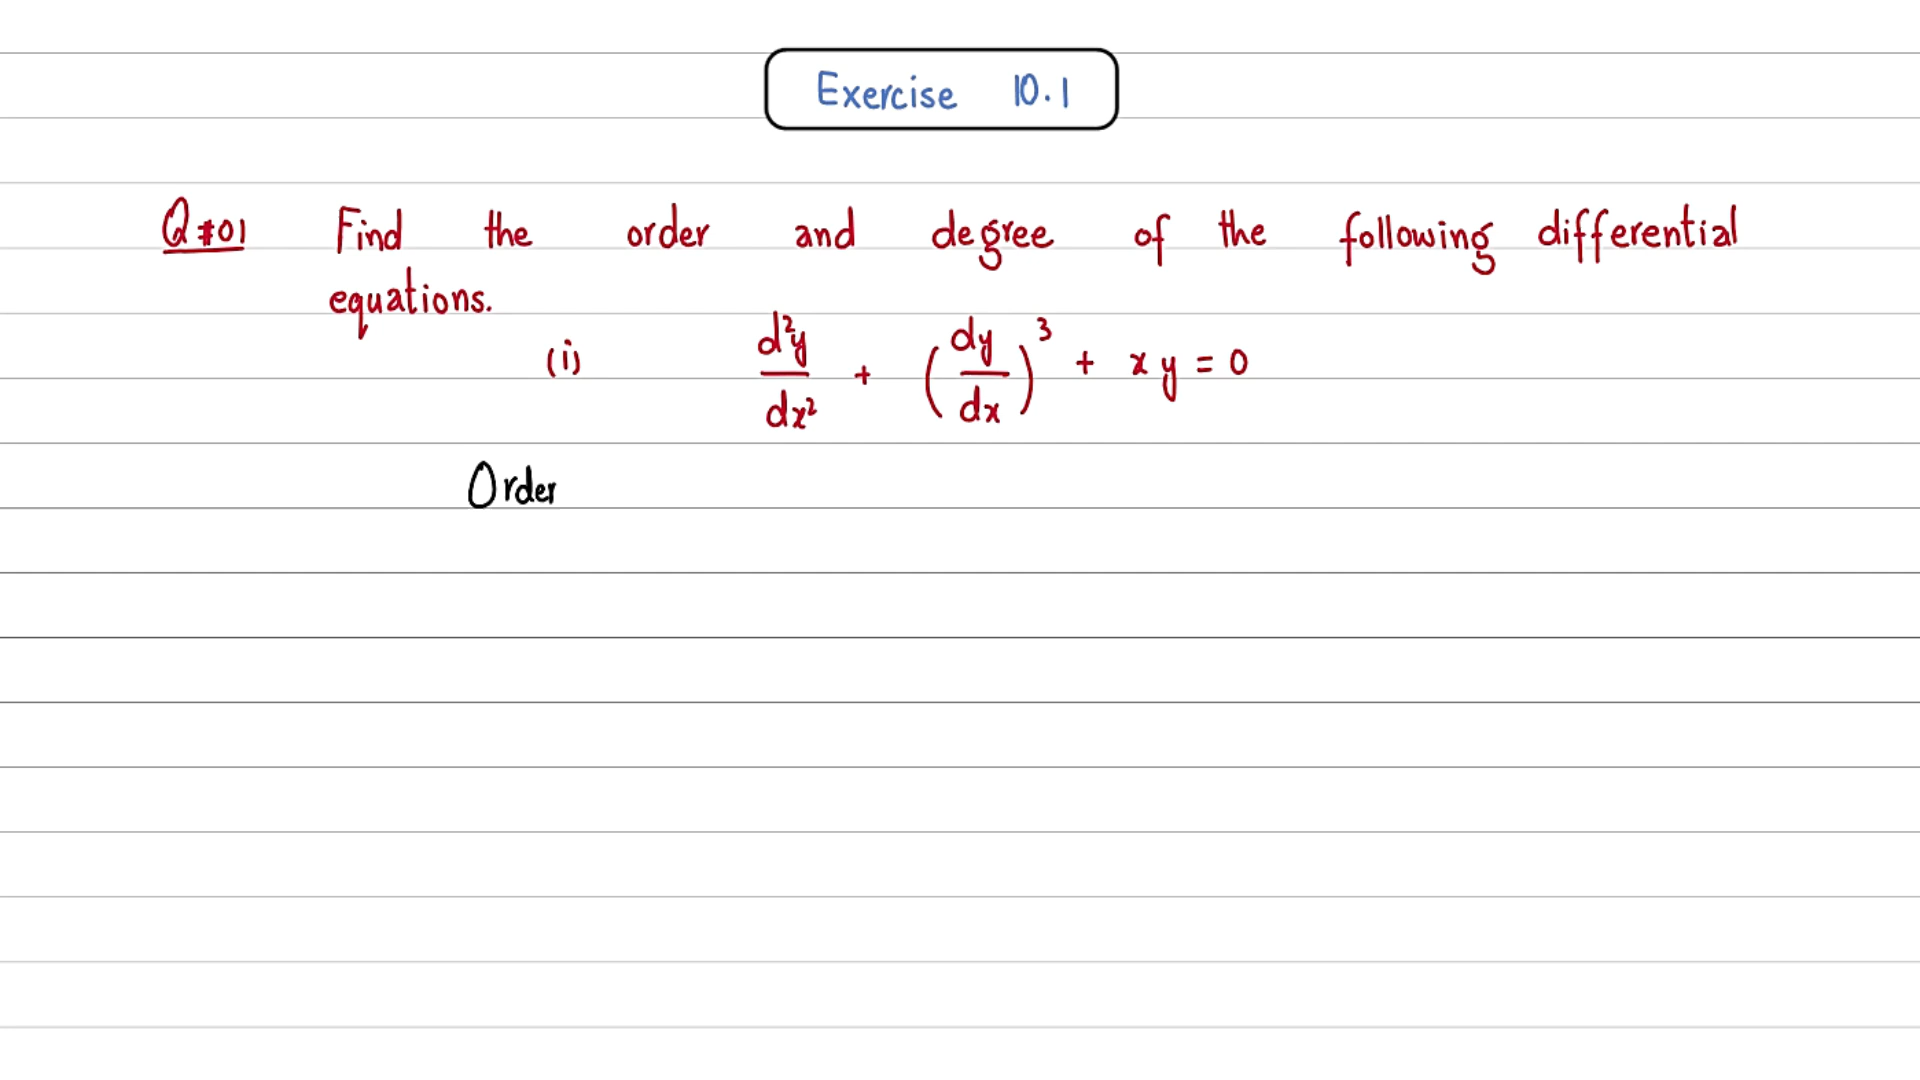 Exercise 10.1
Q#01 Find the order and degree of the following differential
equations.
(i) d²y/dx² + (dy/dx)³ + xy = 0
Order